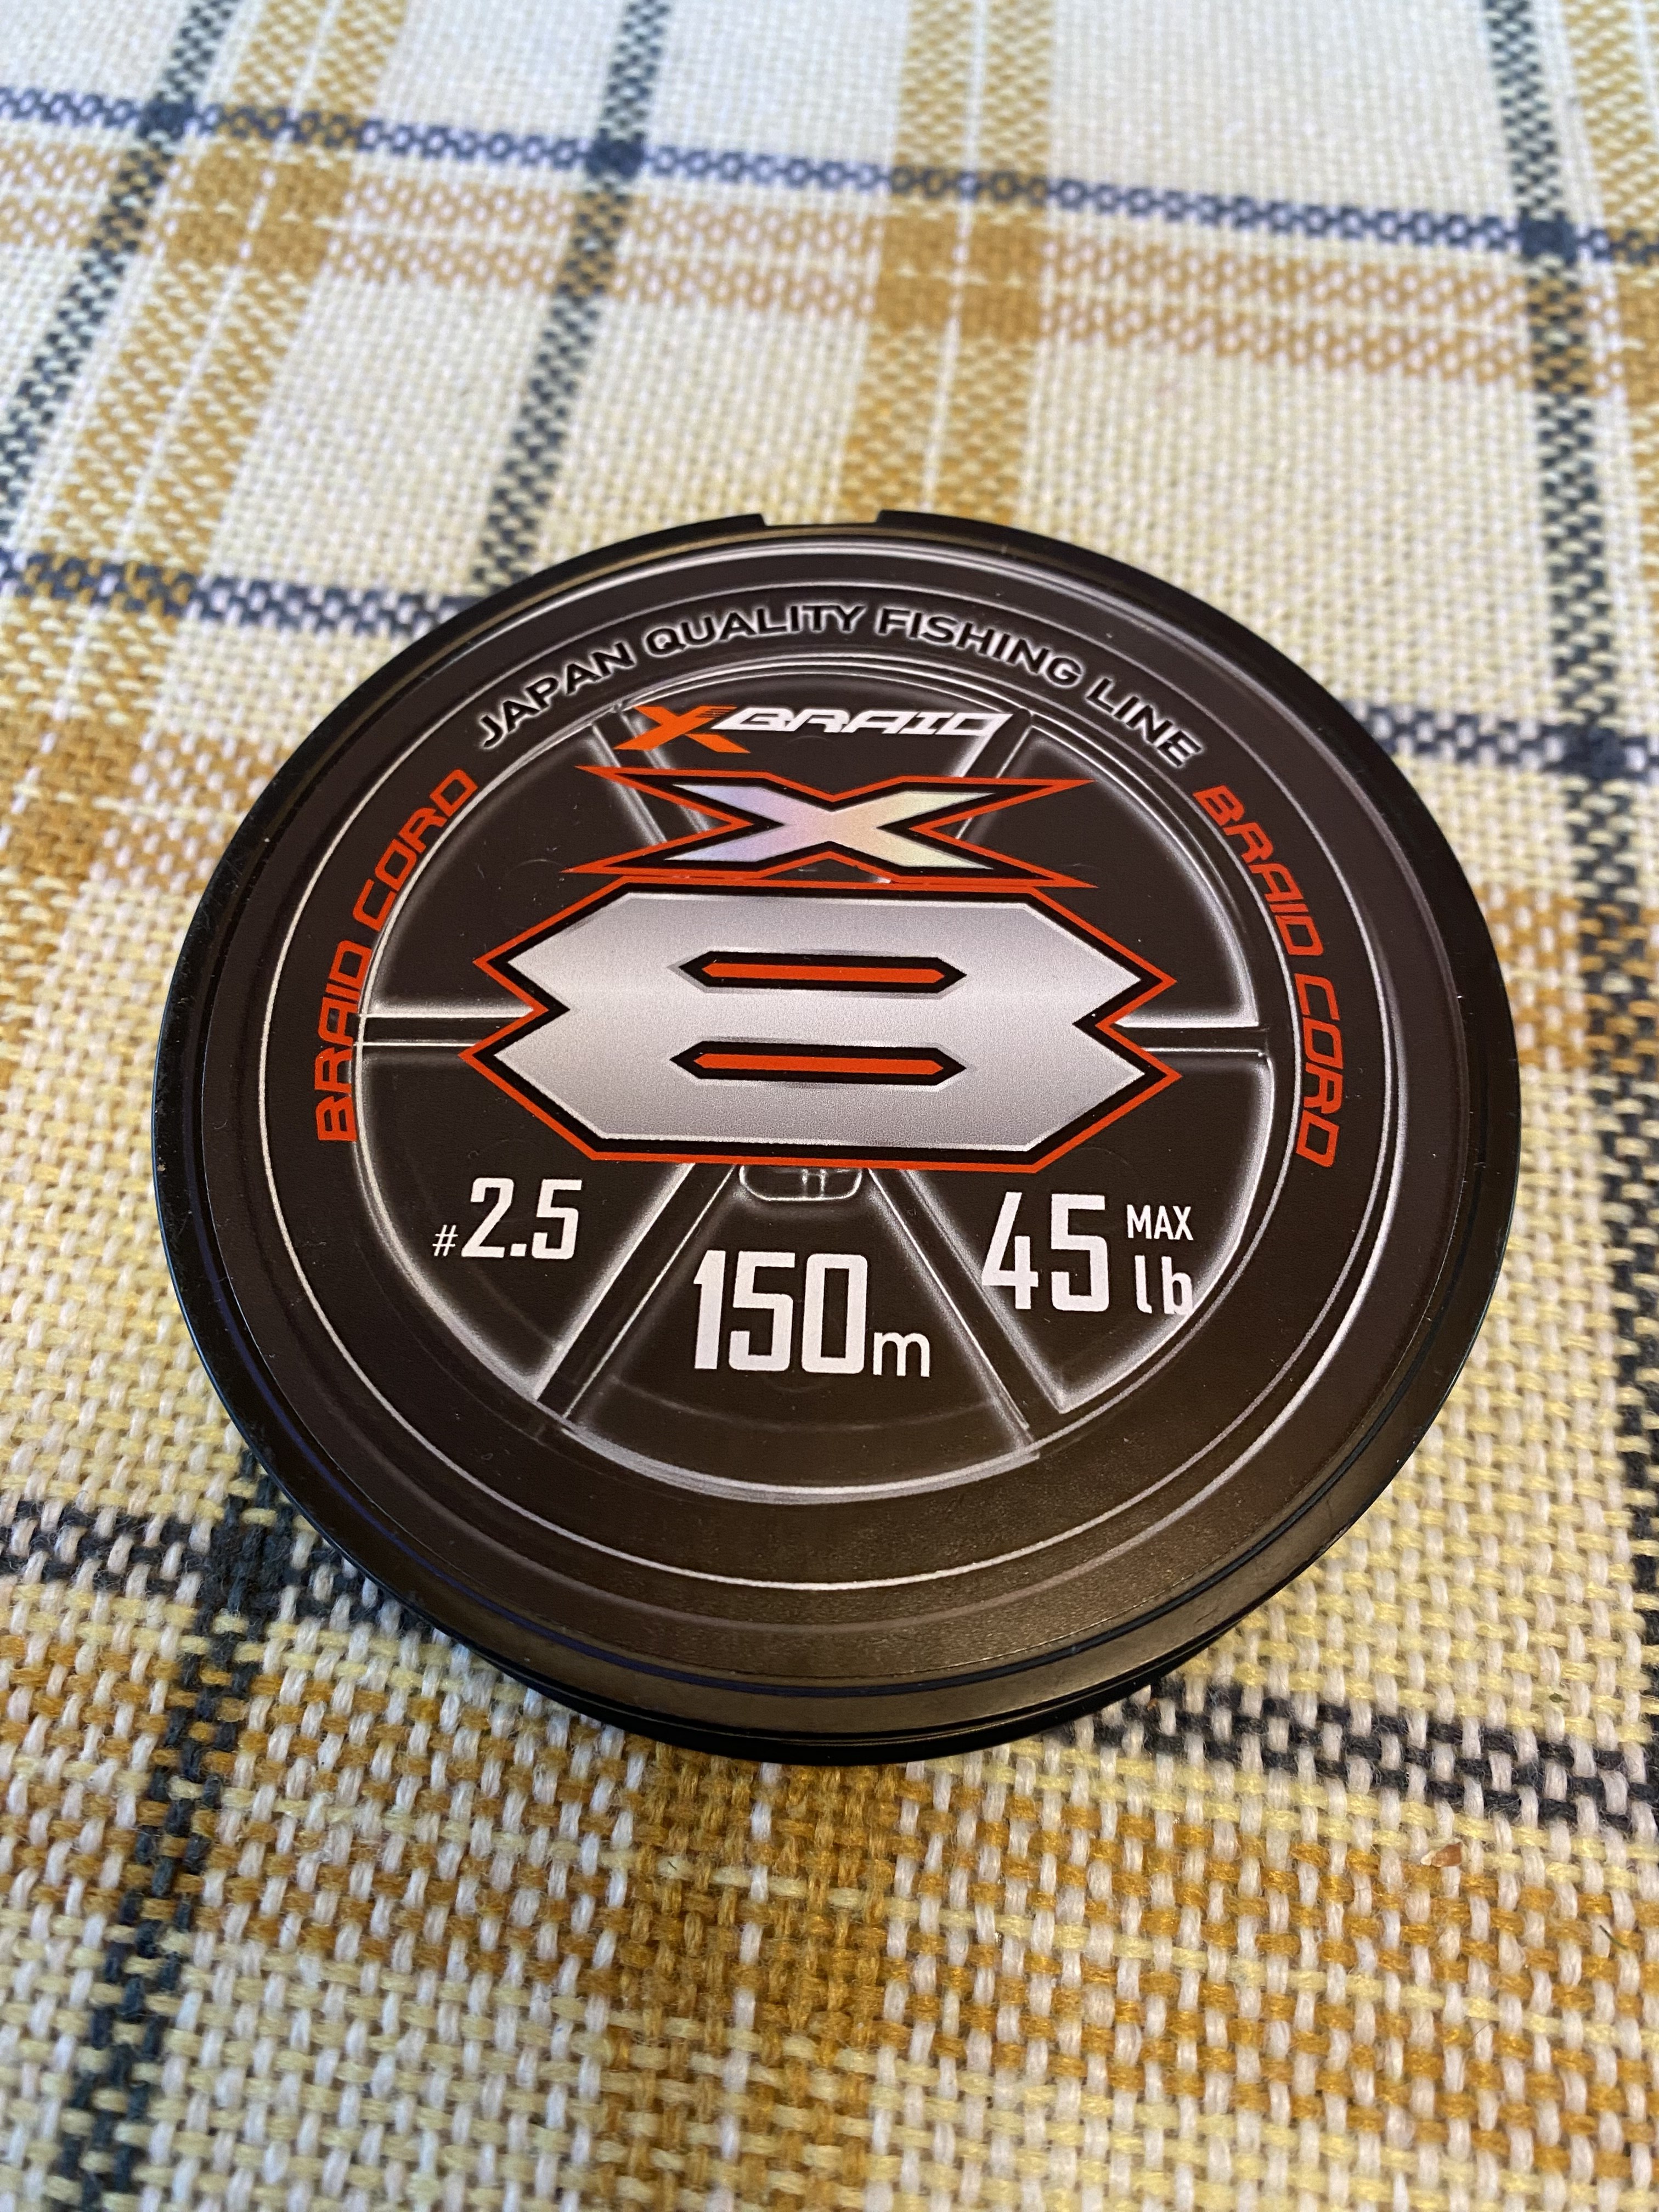 JAPAN QUALITY FISHING LINE
X-BRAID
BRAID CORD
BRAID CORD
X
8
#2.5
150m
45 MAX lb